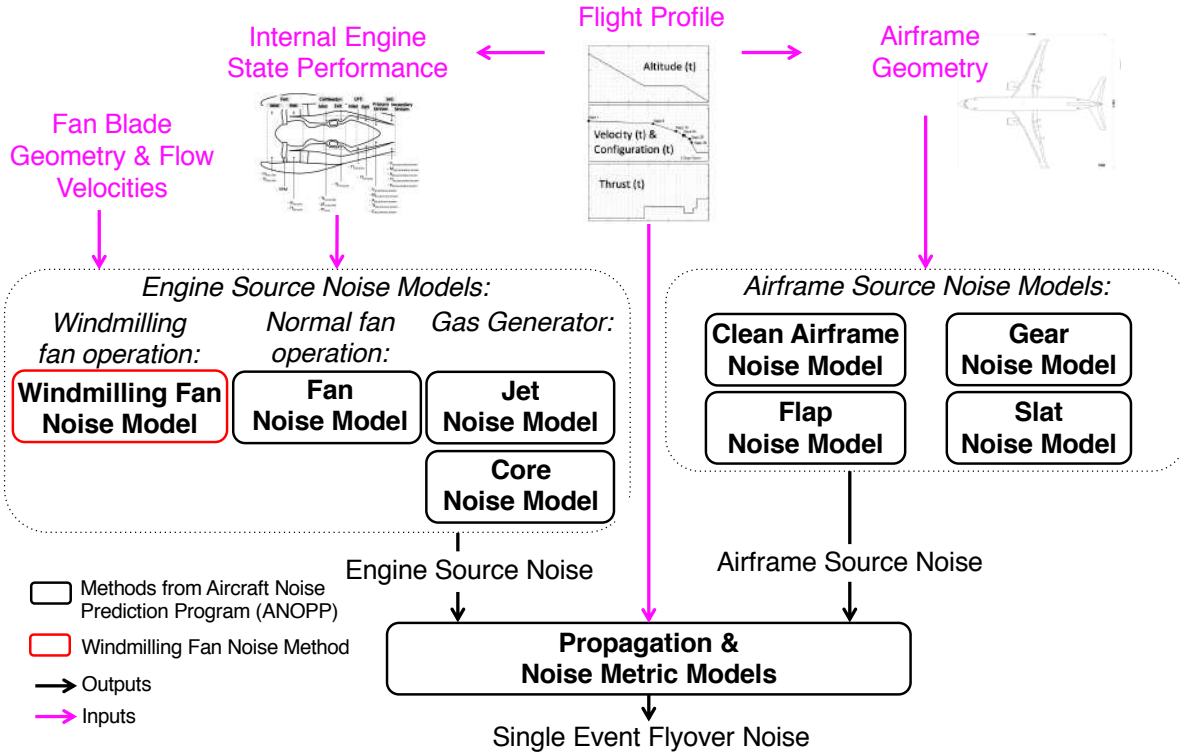 Flight Profile
Internal Engine
State Performance
Airframe
Geometry
Fan Blade
Geometry & Flow
Velocities
Altitude (t)
Velocity (t) &
Configuration (t)
Thrust (t)
Engine Source Noise Models:
Windmilling
fan operation:
Normal fan
operation:
Gas Generator:
Windmilling Fan
Noise Model
Fan
Noise Model
Jet
Noise Model
Core
Noise Model
Airframe Source Noise Models:
Clean Airframe
Noise Model
Gear
Noise Model
Flap
Noise Model
Slat
Noise Model
Engine Source Noise
Airframe Source Noise
Methods from Aircraft Noise
Prediction Program (ANOPP)
Windmilling Fan Noise Method
Outputs
Inputs
Propagation &
Noise Metric Models
Single Event Flyover Noise